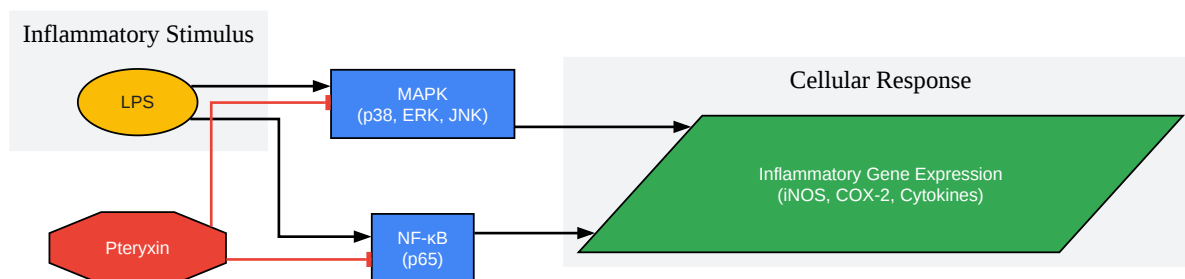 Inflammatory Stimulus
LPS
MAPK
(p38, ERK, JNK)
Cellular Response
Inflammatory Gene Expression
(iNOS, COX-2, Cytokines)
Pteryxin
NF-κB
(p65)